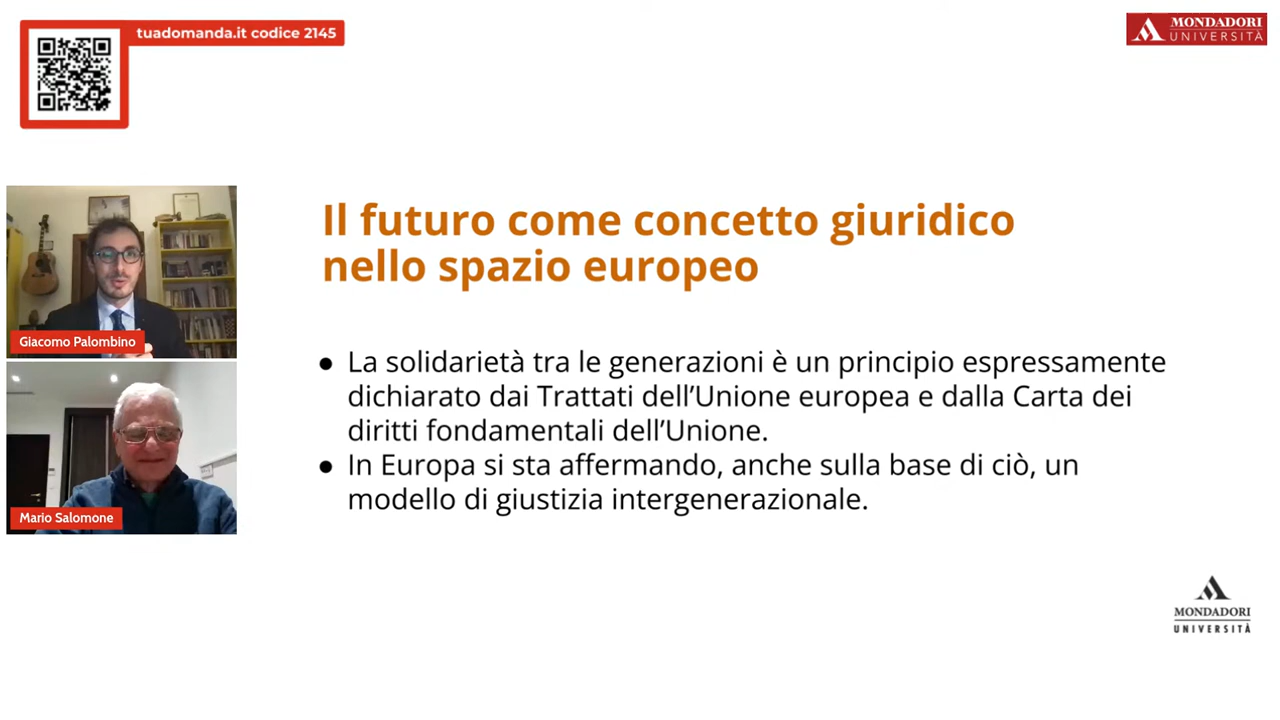 tuadomanda.it codice 2145
MONDADORI
UNIVERSITÀ
Giacomo Palombino
Mario Salomone
Il futuro come concetto giuridico
nello spazio europeo
● La solidarietà tra le generazioni è un principio espressamente
dichiarato dai Trattati dell’Unione europea e dalla Carta dei
diritti fondamentali dell’Unione.
● In Europa si sta affermando, anche sulla base di ciò, un
modello di giustizia intergenerazionale.
MONDADORI
UNIVERSITÀ